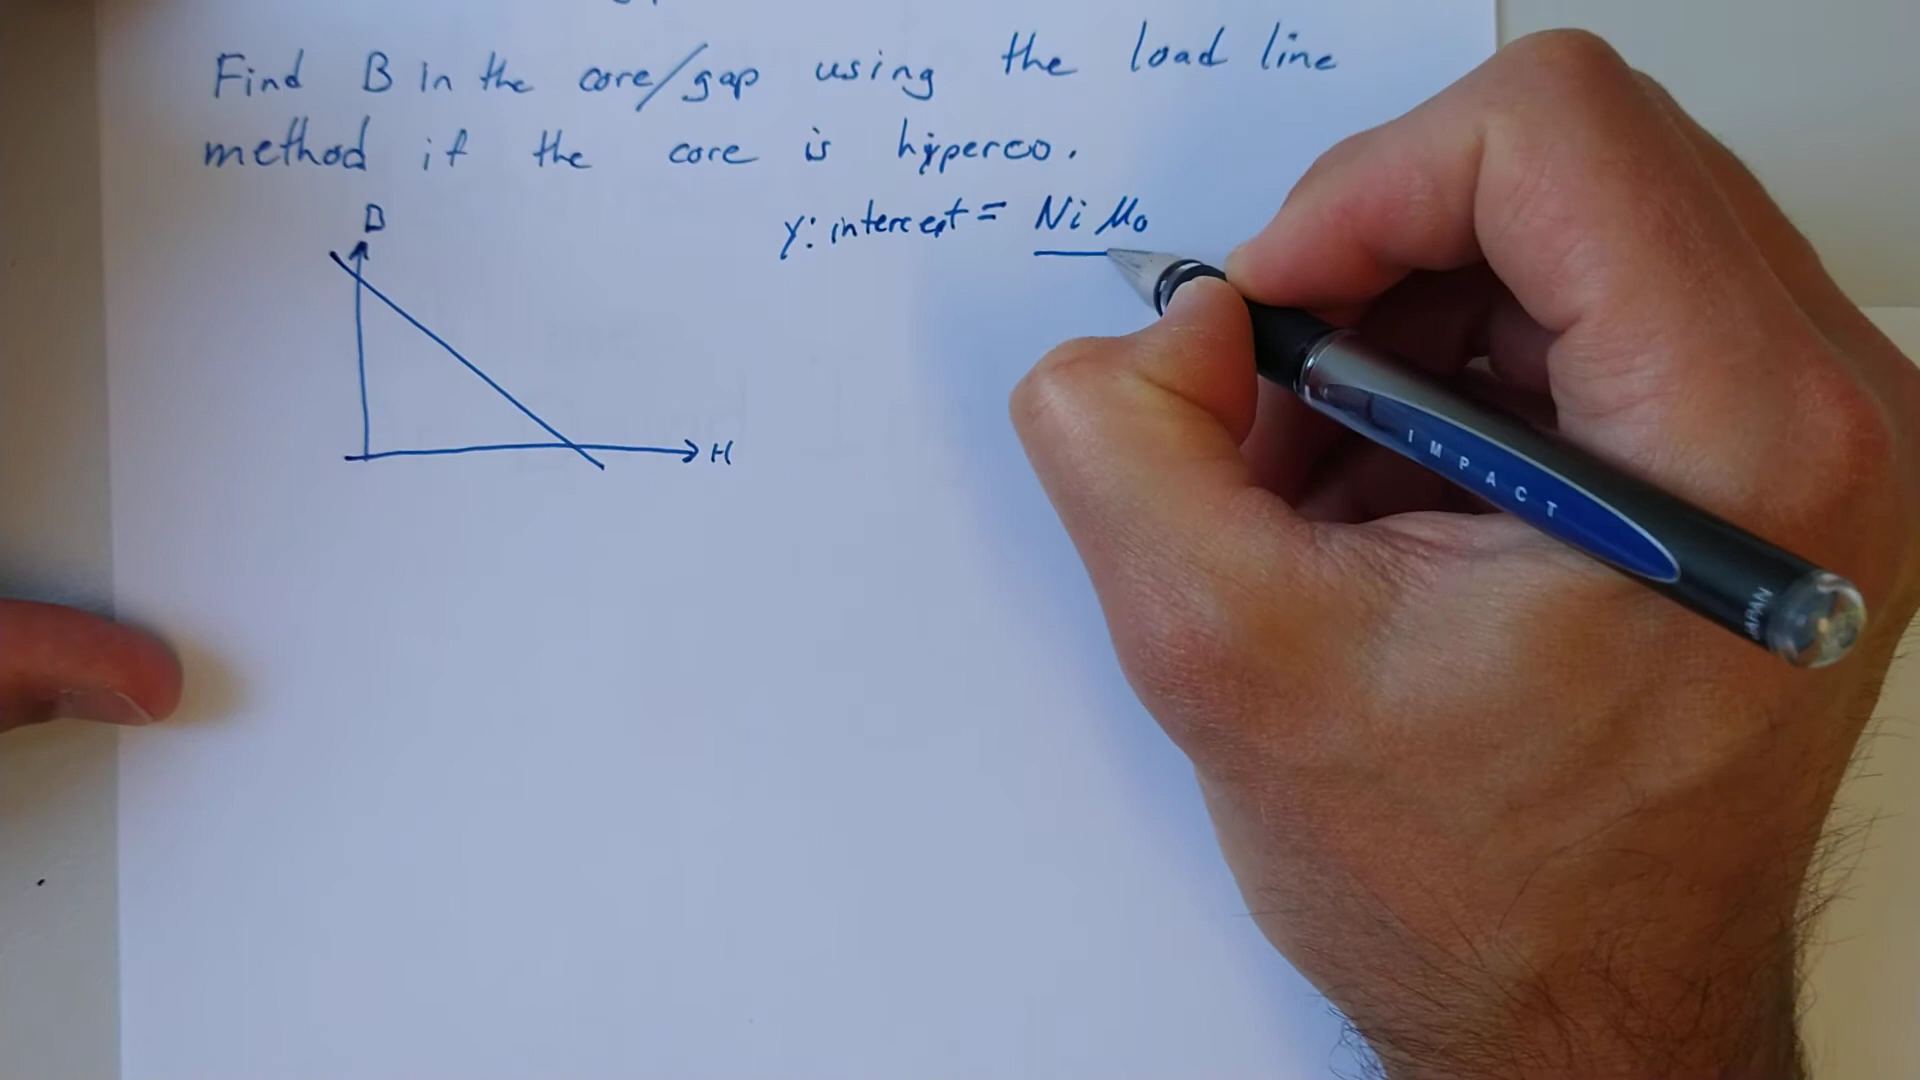 Find B in the core/gap using the load line
method if the core is hiperco.
B
y: intercept = Ni μ₀
H
IMPACT
JAPAN